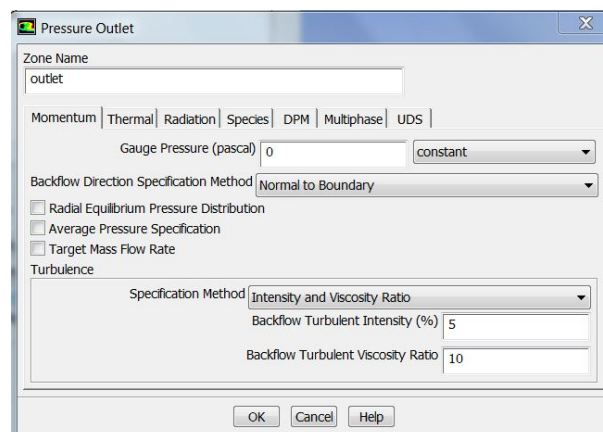 Pressure Outlet
Zone Name
outlet
Momentum Thermal Radiation Species DPM Multiphase UDS
Gauge Pressure (pascal) 0 constant
Backflow Direction Specification Method Normal to Boundary
Radial Equilibrium Pressure Distribution
Average Pressure Specification
Target Mass Flow Rate
Turbulence
Specification Method Intensity and Viscosity Ratio
Backflow Turbulent Intensity (%) 5
Backflow Turbulent Viscosity Ratio 10
OK Cancel Help